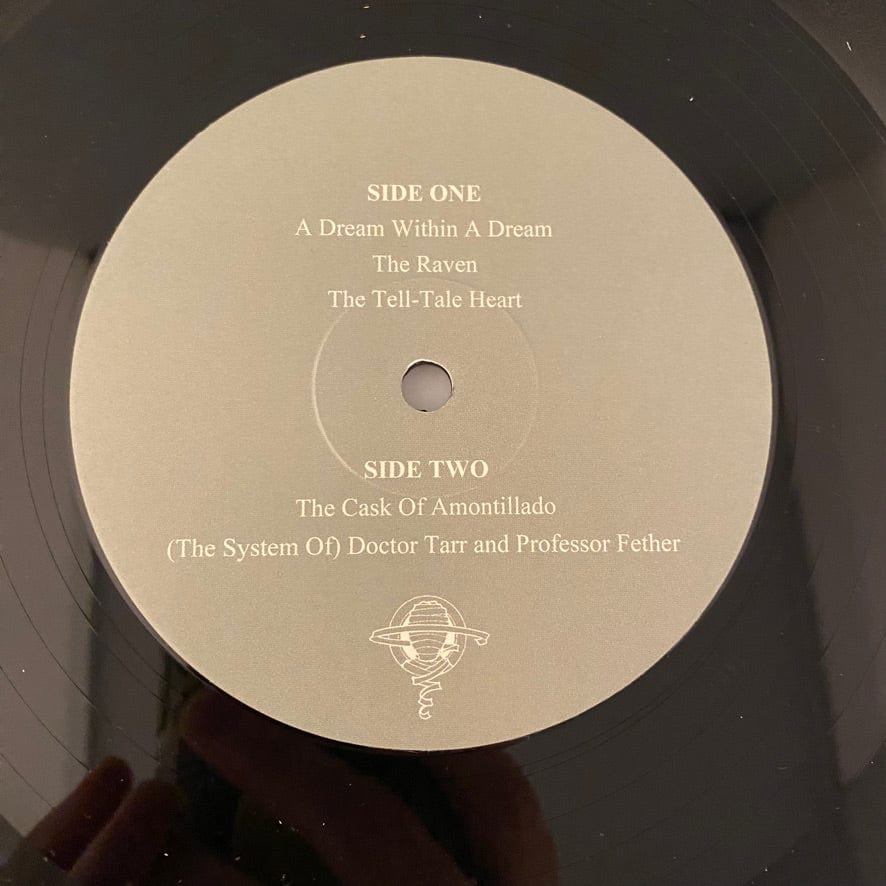 SIDE ONE
A Dream Within A Dream
The Raven
The Tell-Tale Heart
SIDE TWO
The Cask Of Amontillado
(The System Of) Doctor Tarr and Professor Fether